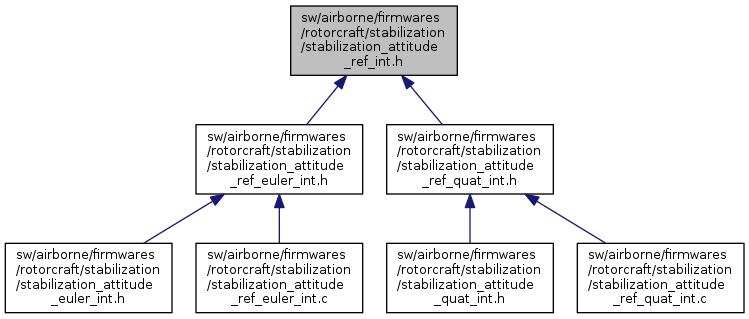 sw/airborne/firmwares
/rotorcraft/stabilization
/stabilization_attitude
_ref_int.h
sw/airborne/firmwares
/rotorcraft/stabilization
/stabilization_attitude
_ref_euler_int.h
sw/airborne/firmwares
/rotorcraft/stabilization
/stabilization_attitude
_ref_quat_int.h
sw/airborne/firmwares
/rotorcraft/stabilization
/stabilization_attitude
_euler_int.h
sw/airborne/firmwares
/rotorcraft/stabilization
/stabilization_attitude
_ref_euler_int.c
sw/airborne/firmwares
/rotorcraft/stabilization
/stabilization_attitude
_quat_int.h
sw/airborne/firmwares
/rotorcraft/stabilization
/stabilization_attitude
_ref_quat_int.c